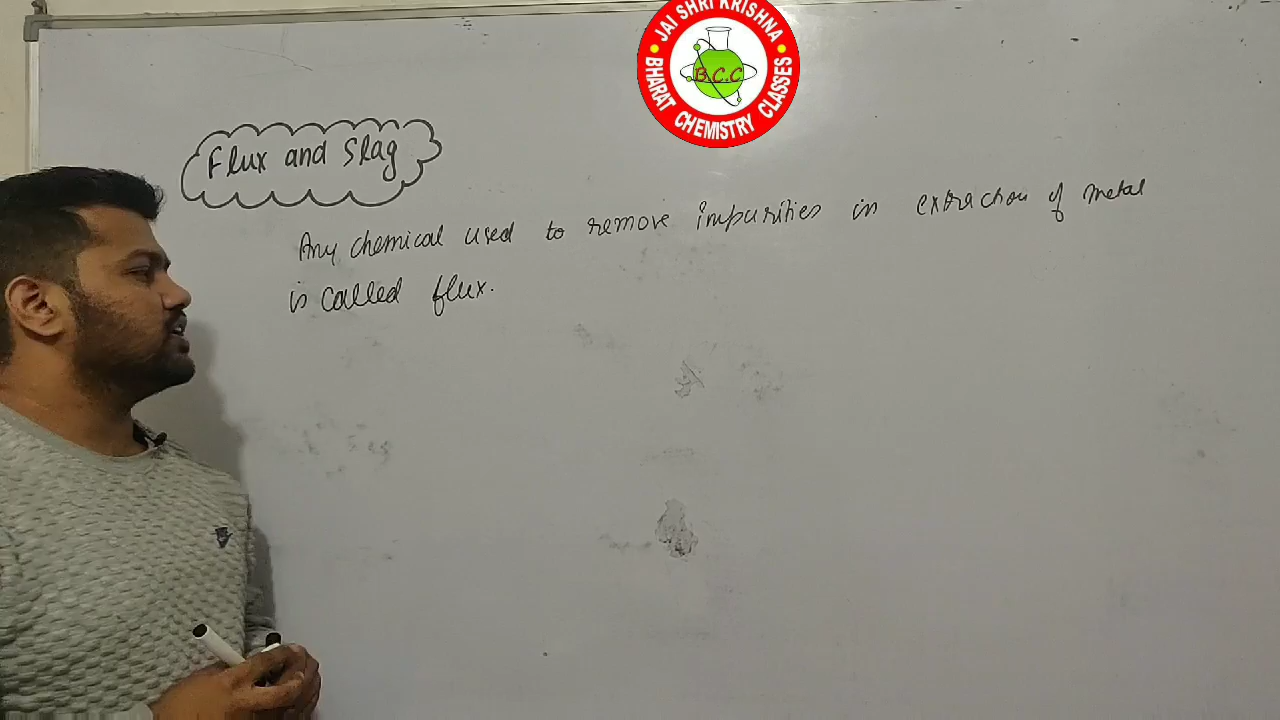 JAI SHRI KRISHNA
B.C.C
BHARAT CHEMISTRY CLASSES
Flux and Slag
Any chemical used to remove impurities in extraction of metal
is called flux.